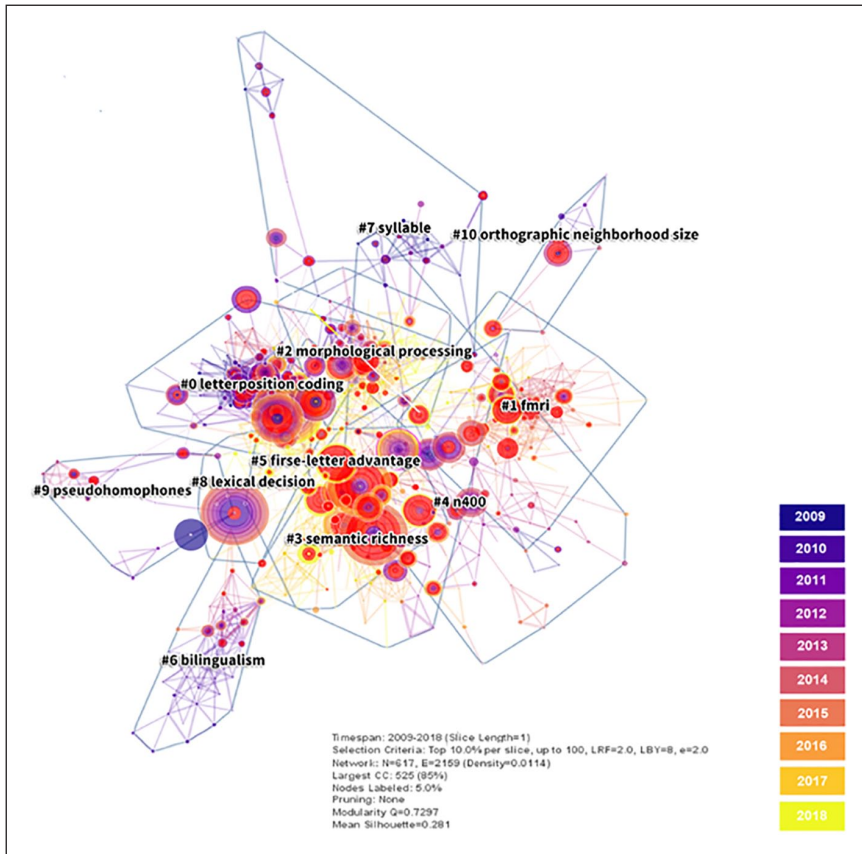 #7 syllable
#10 orthographic neighborhood size
#2 morphological processing
#0 letterposition coding
#1 fmri
#5 firse-letter advantage
#8 lexical decision
#9 pseudohomophones
#4 n400
#3 semantic richness
#6 bilingualism
2009
2010
2011
2012
2013
2014
2015
2016
2017
2018
Timespan: 2009-2018 (Slice Length=1)
Selection Criteria: Top 10.0% per slice, up to 100, LRF=2.0, LBY=8, e=2.0
Network: N=617, E=2159 (Density=0.0114)
Largest CC: 525 (85%)
Nodes Labeled: 5.0%
Pruning: None
Modularity Q=0.7297
Mean Silhouette=0.281